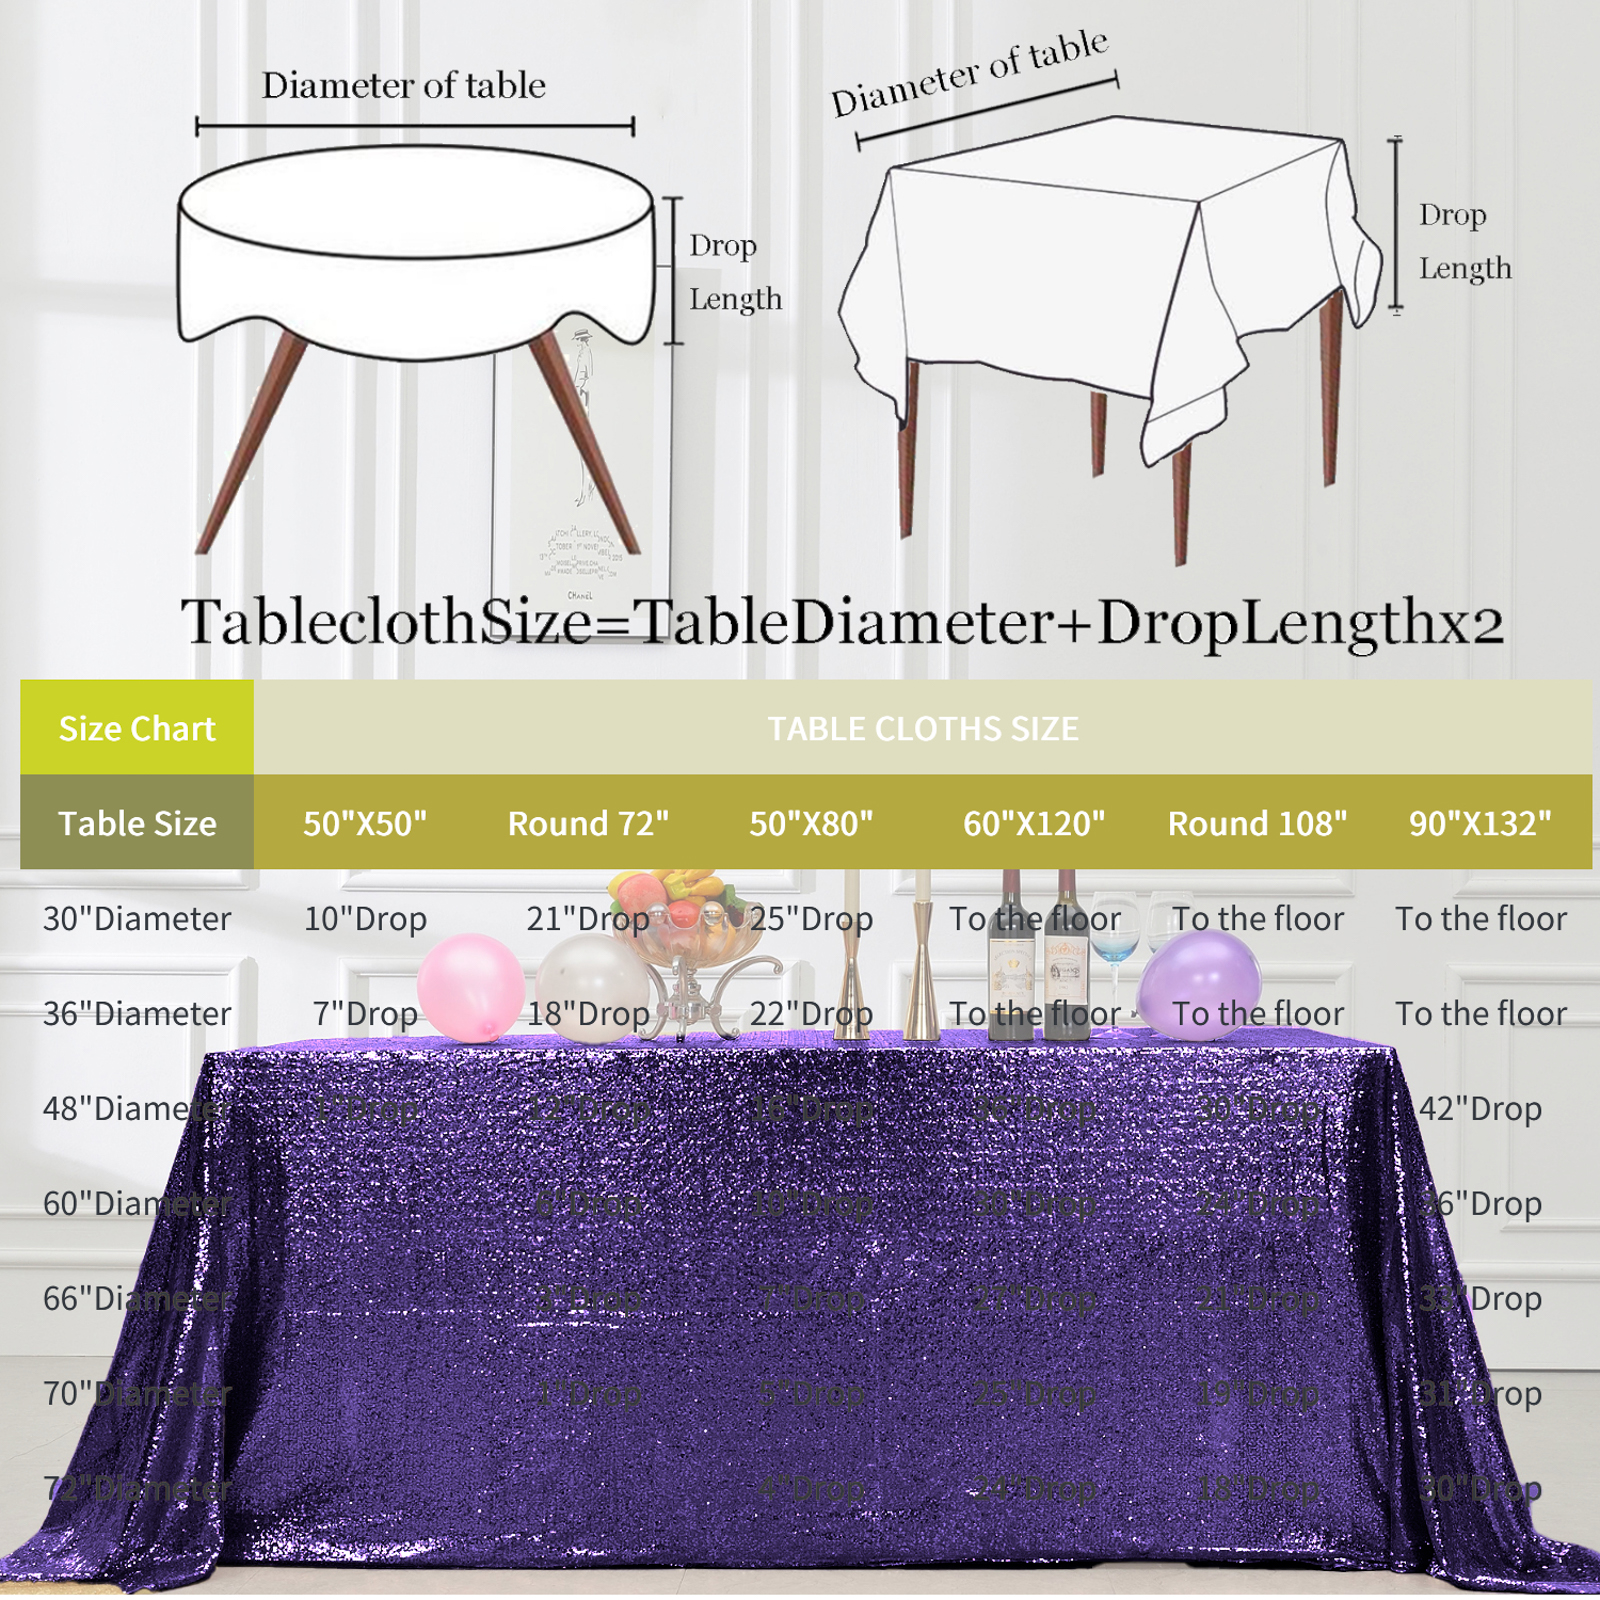 Diameter of table
Diameter of table
Drop
Length
Drop
Length
CHANEL
TableclothSize=TableDiameter+DropLengthx2
Size Chart TABLE CLOTHS SIZE
Table Size 50"X50" Round 72" 50"X80" 60"X120" Round 108" 90"X132"
30"Diameter 10"Drop 21"Drop 25"Drop To the floor To the floor To the floor
36"Diameter 7"Drop 18"Drop 22"Drop To the floor To the floor To the floor
48"Diameter 1"Drop 12"Drop 16"Drop 36"Drop 30"Drop 42"Drop
60"Diameter 6"Drop 10"Drop 30"Drop 24"Drop 36"Drop
66"Diameter 3"Drop 7"Drop 27"Drop 21"Drop 33"Drop
70"Diameter 1"Drop 5"Drop 25"Drop 19"Drop 31"Drop
72"Diameter 4"Drop 24"Drop 18"Drop 30"Drop